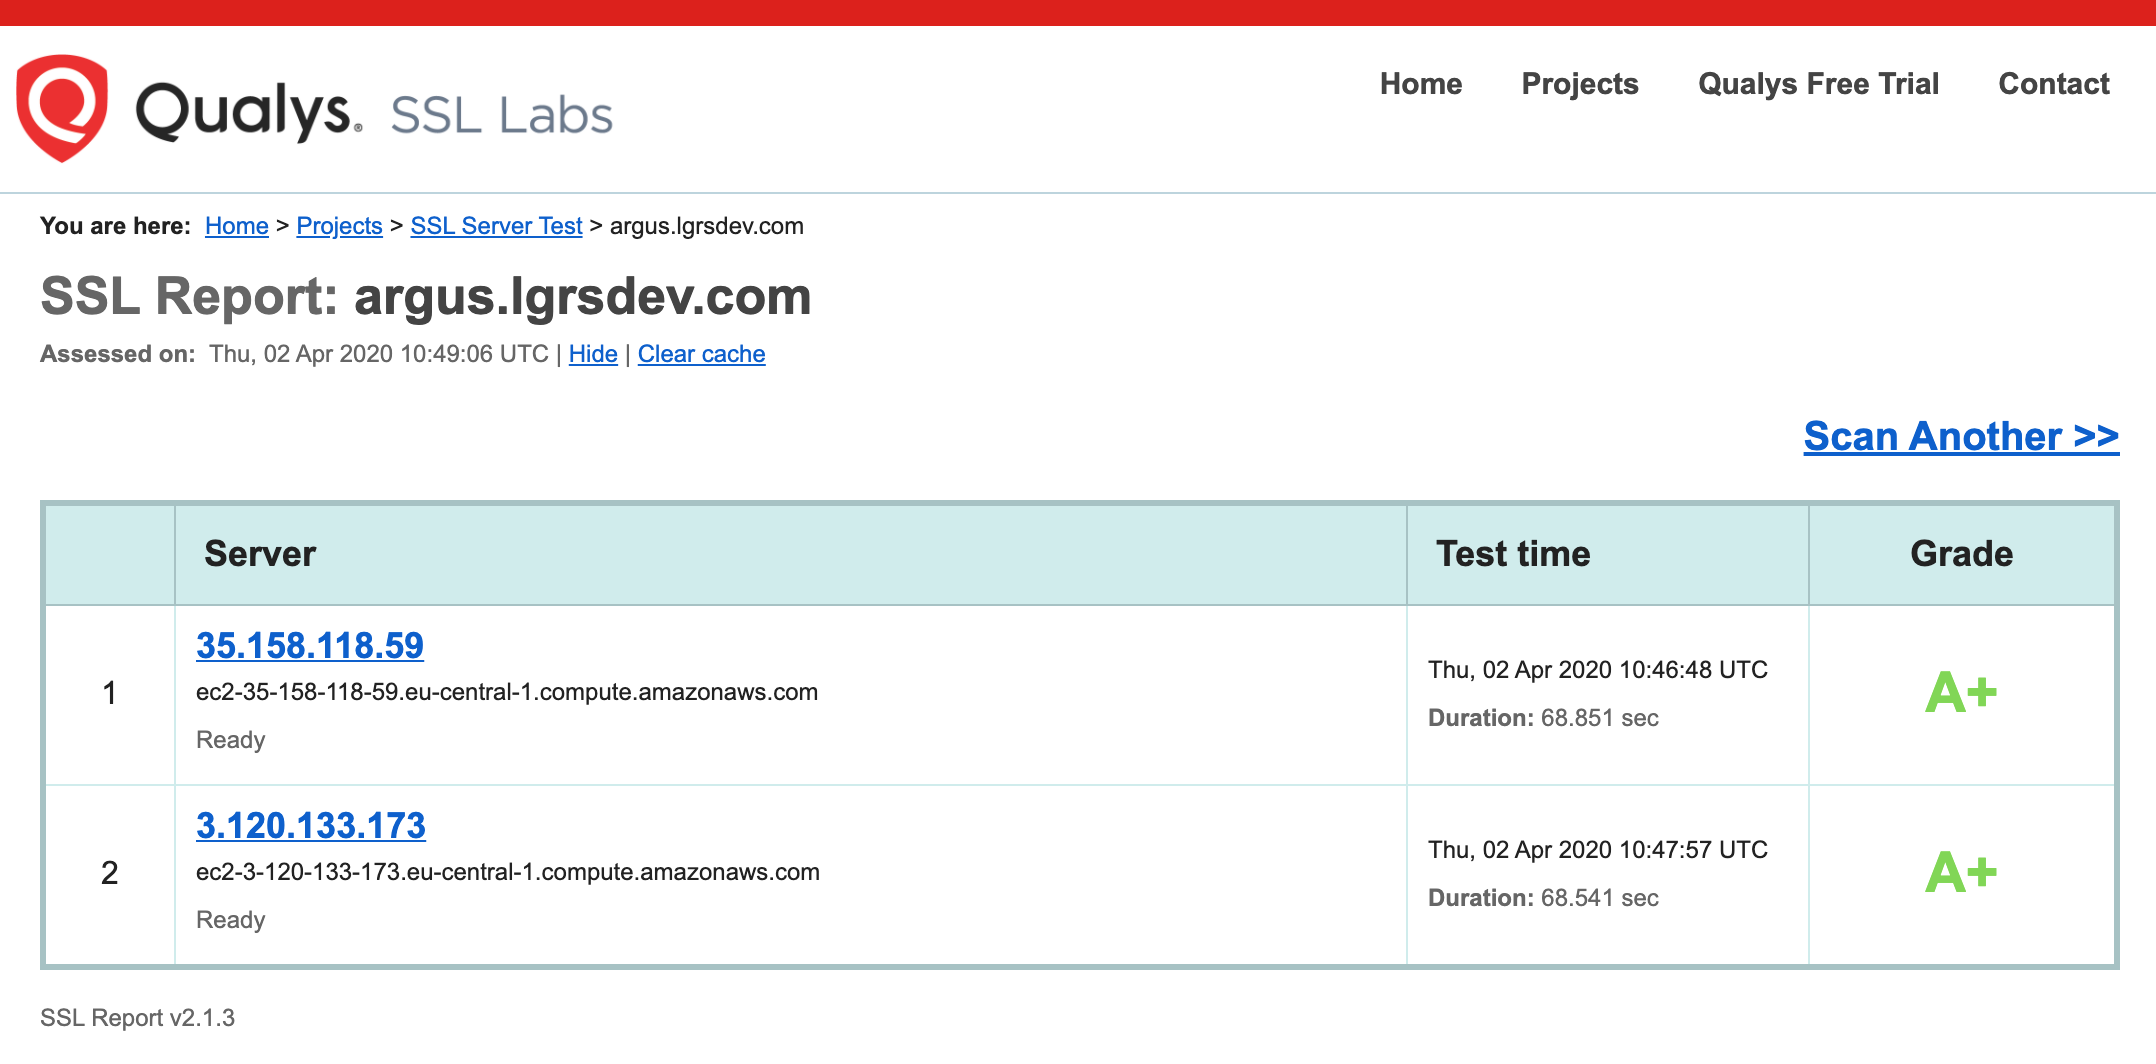 Qualys. SSL Labs
Home Projects Qualys Free Trial Contact
You are here: Home > Projects > SSL Server Test > argus.lgrsdev.com
SSL Report: argus.lgrsdev.com
Assessed on: Thu, 02 Apr 2020 10:49:06 UTC | Hide | Clear cache
Scan Another >>
Server Test time Grade
1
35.158.118.59
ec2-35-158-118-59.eu-central-1.compute.amazonaws.com
Ready
Thu, 02 Apr 2020 10:46:48 UTC
Duration: 68.851 sec
A+
2
3.120.133.173
ec2-3-120-133-173.eu-central-1.compute.amazonaws.com
Ready
Thu, 02 Apr 2020 10:47:57 UTC
Duration: 68.541 sec
A+
SSL Report v2.1.3